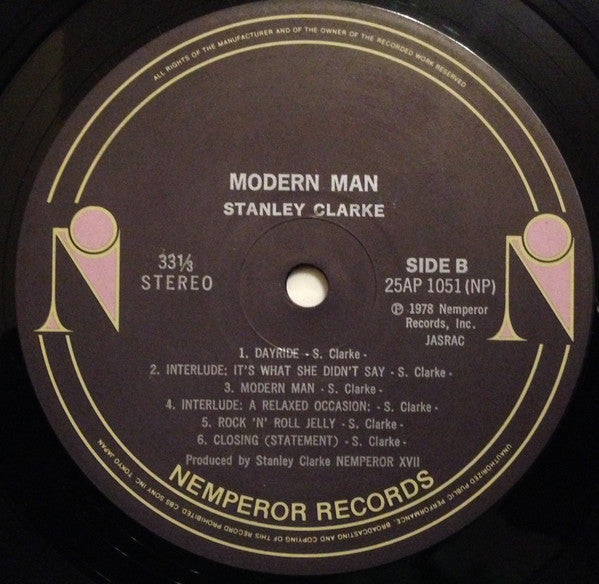 ALL RIGHTS OF THE MANUFACTURER AND OF THE OWNER OF THE RECORDED WORK RESERVED
MODERN MAN
STANLEY CLARKE
33⅓
STEREO
SIDE B
25AP 1051 (NP)
℗ 1978 Nemperor
Records, Inc.
JASRAC
1. DAYRIDE - S. Clarke -
2. INTERLUDE: IT'S WHAT SHE DIDN'T SAY - S. Clarke -
3. MODERN MAN - S. Clarke -
4. INTERLUDE: A RELAXED OCCASION: - S. Clarke -
5. ROCK 'N' ROLL JELLY - S. Clarke -
6. CLOSING (STATEMENT) - S. Clarke -
Produced by Stanley Clarke NEMPEROR XVII
NEMPEROR RECORDS
UNAUTHORIZED PUBLIC PERFORMANCE, BROADCASTING AND COPYING OF THIS RECORD PROHIBITED. CBS SONY INC. TOKYO JAPAN